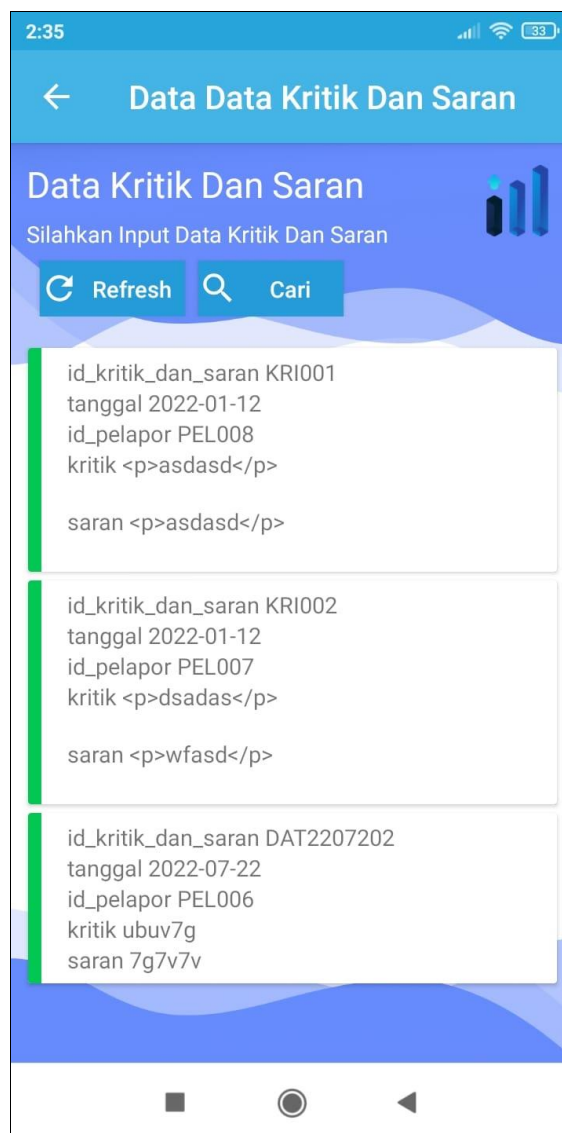 2:35
33
Data Data Kritik Dan Saran
Data Kritik Dan Saran
Silahkan Input Data Kritik Dan Saran
Refresh Cari
id_kritik_dan_saran KRI001
tanggal 2022-01-12
id_pelapor PEL008
kritik <p>asdasd</p>
saran <p>asdasd</p>
id_kritik_dan_saran KRI002
tanggal 2022-01-12
id_pelapor PEL007
kritik <p>dsadas</p>
saran <p>wfasd</p>
id_kritik_dan_saran DAT2207202
tanggal 2022-07-22
id_pelapor PEL006
kritik ubuv7g
saran 7g7v7v